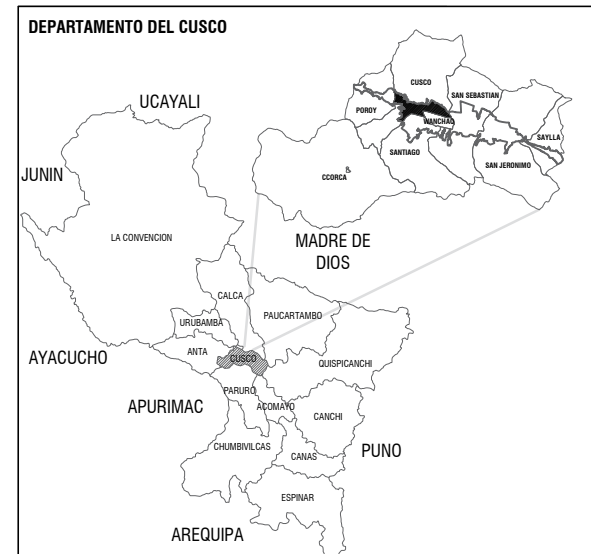 DEPARTAMENTO DEL CUSCO
CUSCO
SAN SEBASTIAN
POROY
WANCHAQ
SAYLLA
SANTIAGO
SAN JERONIMO
CCORCA
UCAYALI
JUNIN
LA CONVENCION
MADRE DE
DIOS
CALCA
PAUCARTAMBO
URUBAMBA
ANTA
CUSCO
QUISPICANCHI
AYACUCHO
PARURO
ACOMAYO
APURIMAC
CANCHI
CHUMBIVILCAS
CANAS
PUNO
ESPINAR
AREQUIPA